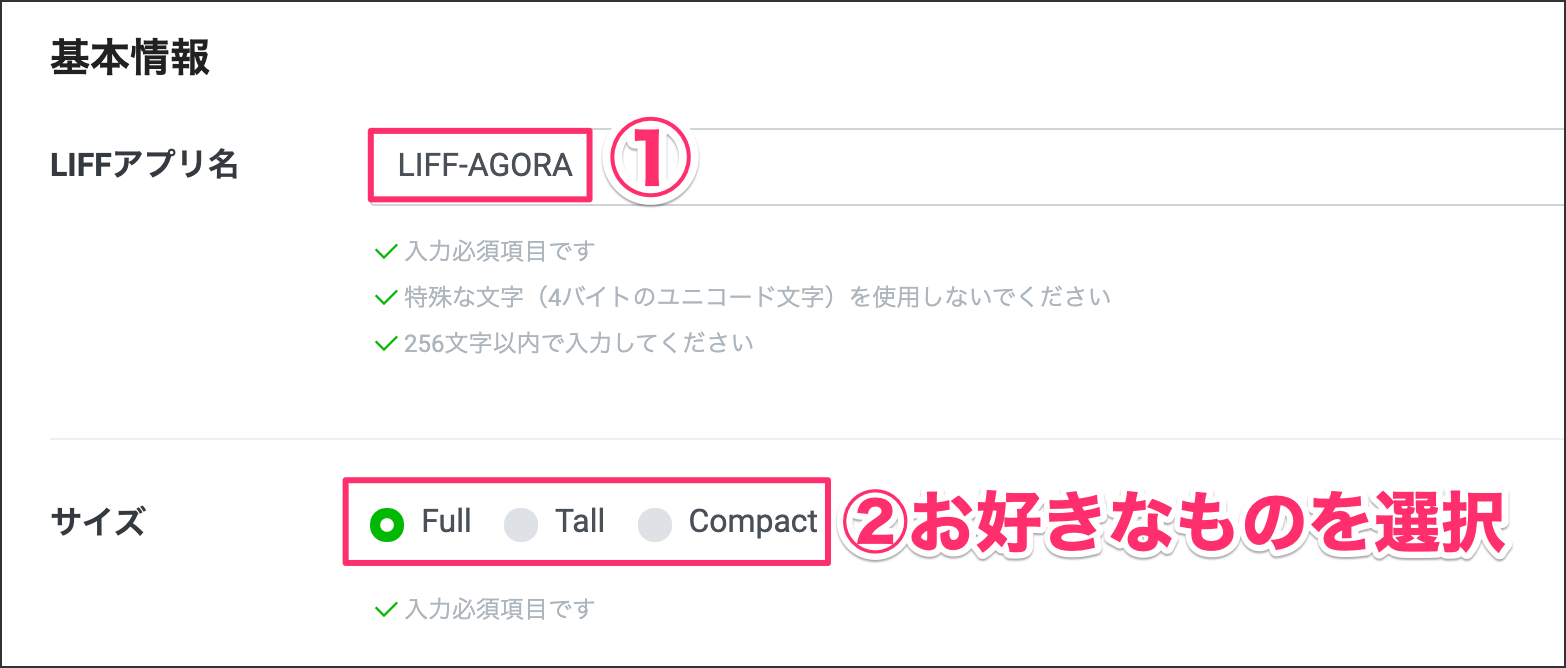 基本情報
LIFFアプリ名 LIFF-AGORA ①
入力必須項目です
特殊な文字（4バイトのユニコード文字）を使用しないでください
256文字以内で入力してください
サイズ Full Tall Compact ②お好きなものを選択
入力必須項目です